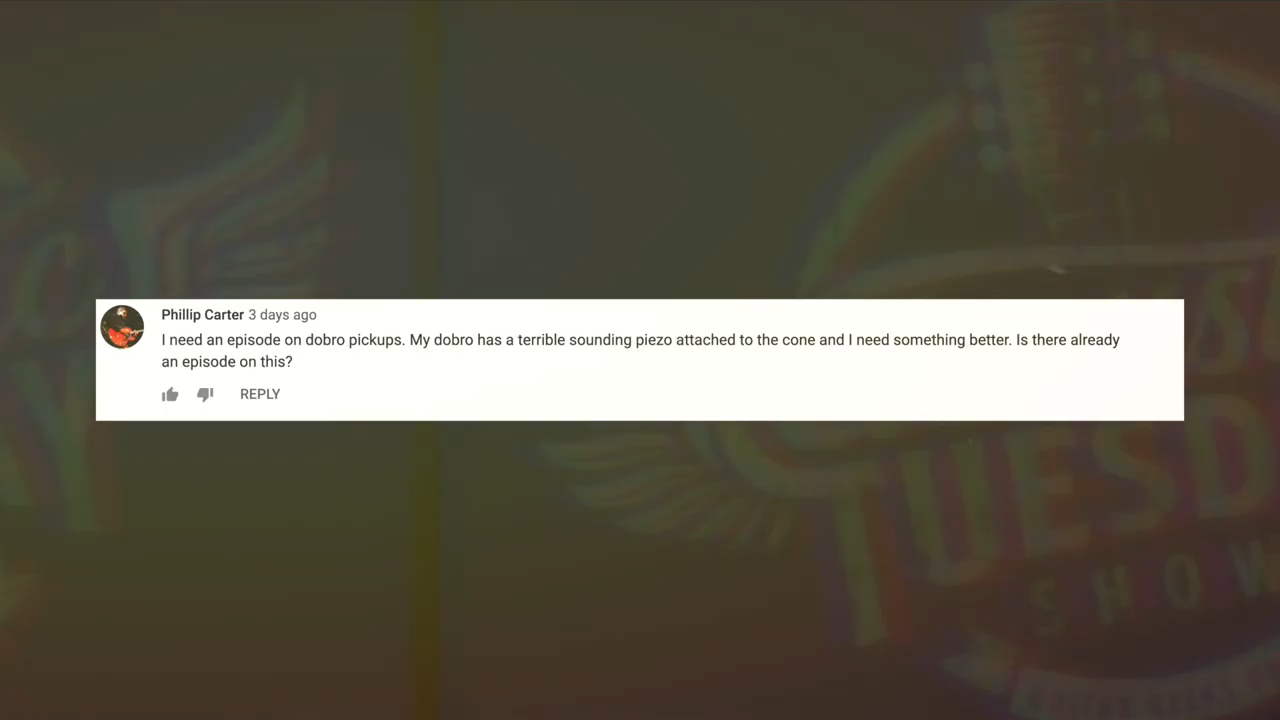 Phillip Carter 3 days ago
I need an episode on dobro pickups. My dobro has a terrible sounding piezo attached to the cone and I need something better. Is there already
an episode on this?
REPLY
TUESD
SHOW